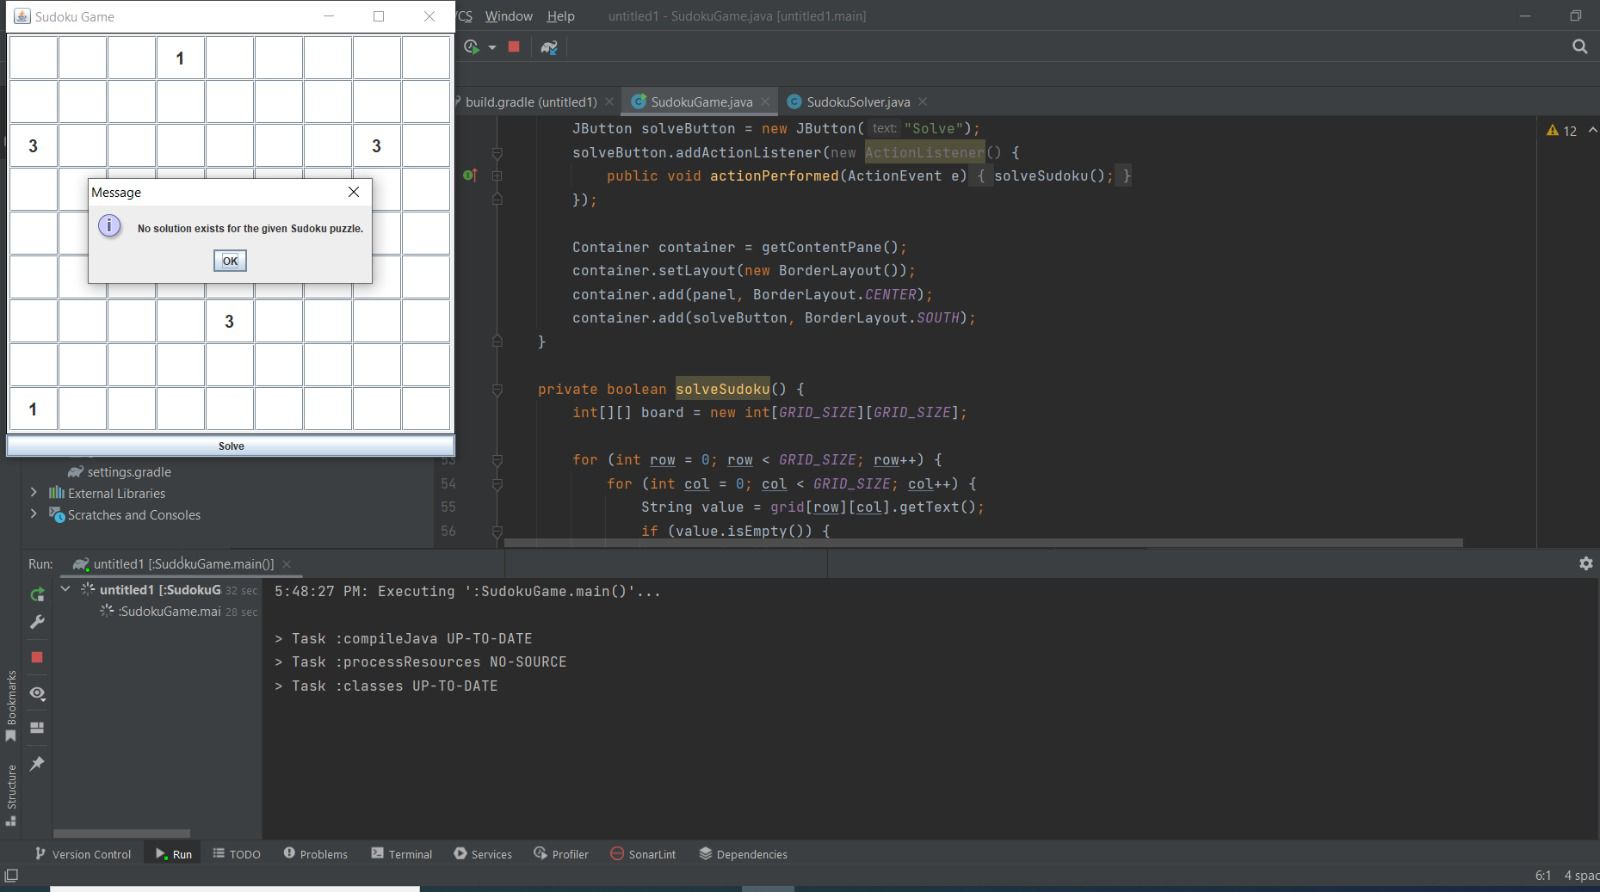 Sudoku Game
VCS Window Help untitled1 - SudokuGame.java [untitled1.main]
build.gradle (untitled1) SudokuGame.java SudokuSolver.java
1
3 3
3
1
Message
No solution exists for the given Sudoku puzzle.
OK
Solve
settings.gradle
External Libraries
Scratches and Consoles
12
JButton solveButton = new JButton( text: "Solve");
solveButton.addActionListener(new ActionListener() {
public void actionPerformed(ActionEvent e) { solveSudoku(); }
});
Container container = getContentPane();
container.setLayout(new BorderLayout());
container.add(panel, BorderLayout.CENTER);
container.add(solveButton, BorderLayout.SOUTH);
}
private boolean solveSudoku() {
int[][] board = new int[GRID_SIZE][GRID_SIZE];
53 for (int row = 0; row < GRID_SIZE; row++) {
54 for (int col = 0; col < GRID_SIZE; col++) {
55 String value = grid[row][col].getText();
56 if (value.isEmpty()) {
Run: untitled1 [:SudokuGame.main()]
untitled1 [:SudokuG 32 sec
:SudokuGame.mai 28 sec
5:48:27 PM: Executing ':SudokuGame.main()'...
> Task :compileJava UP-TO-DATE
> Task :processResources NO-SOURCE
> Task :classes UP-TO-DATE
Bookmarks
Structure
Version Control Run TODO Problems Terminal Services Profiler SonarLint Dependencies
6:1 4 spac